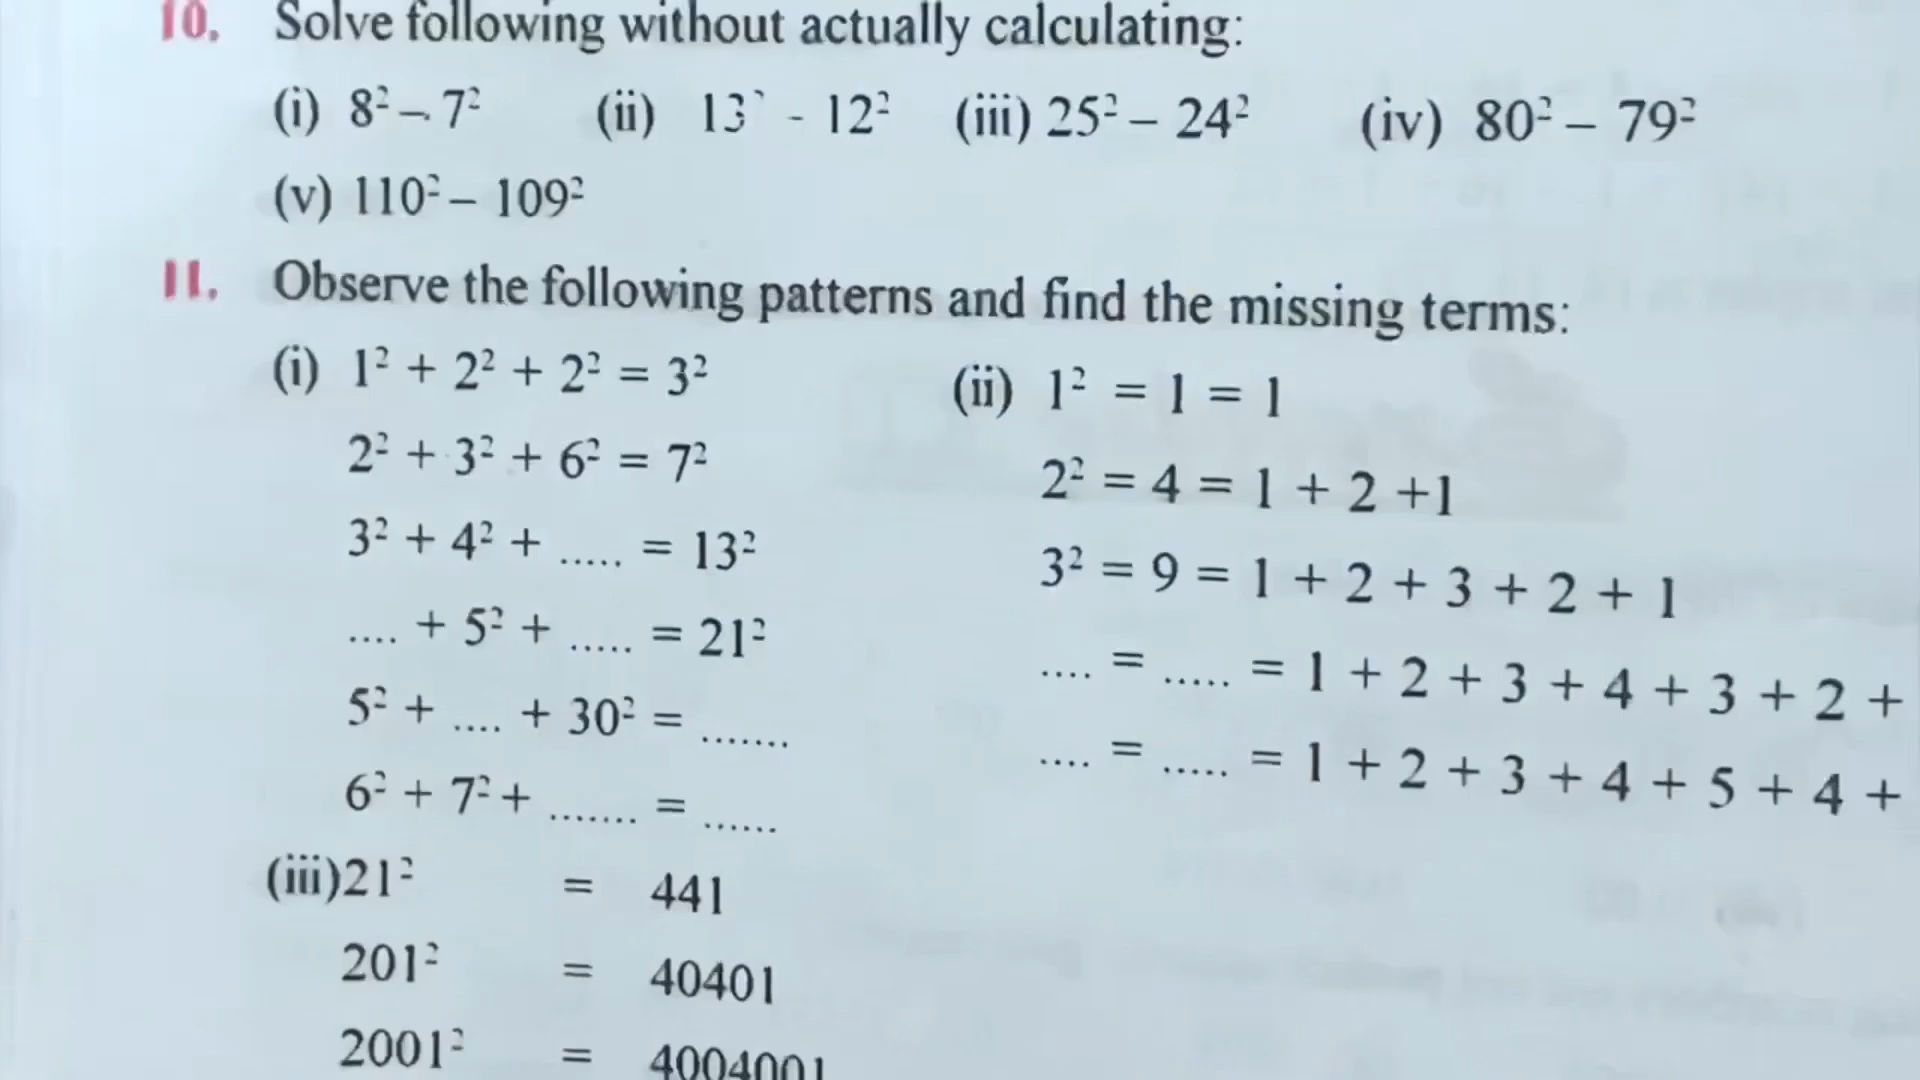 10. Solve following without actually calculating:
(i) 8² – 7² (ii) 13² - 12² (iii) 25² – 24² (iv) 80² – 79²
(v) 110² – 109²
11. Observe the following patterns and find the missing terms:
(i) 1² + 2² + 2² = 3² (ii) 1² = 1 = 1
2² + 3² + 6² = 7² 2² = 4 = 1 + 2 +1
3² + 4² + ..... = 13² 3² = 9 = 1 + 2 + 3 + 2 + 1
.... + 5² + ..... = 21² .... = ..... = 1 + 2 + 3 + 4 + 3 + 2 +
5² + .... + 30² = ....... .... = ..... = 1 + 2 + 3 + 4 + 5 + 4 +
6² + 7² + ....... = ......
(iii) 21² = 441
201² = 40401
2001² = 4004001